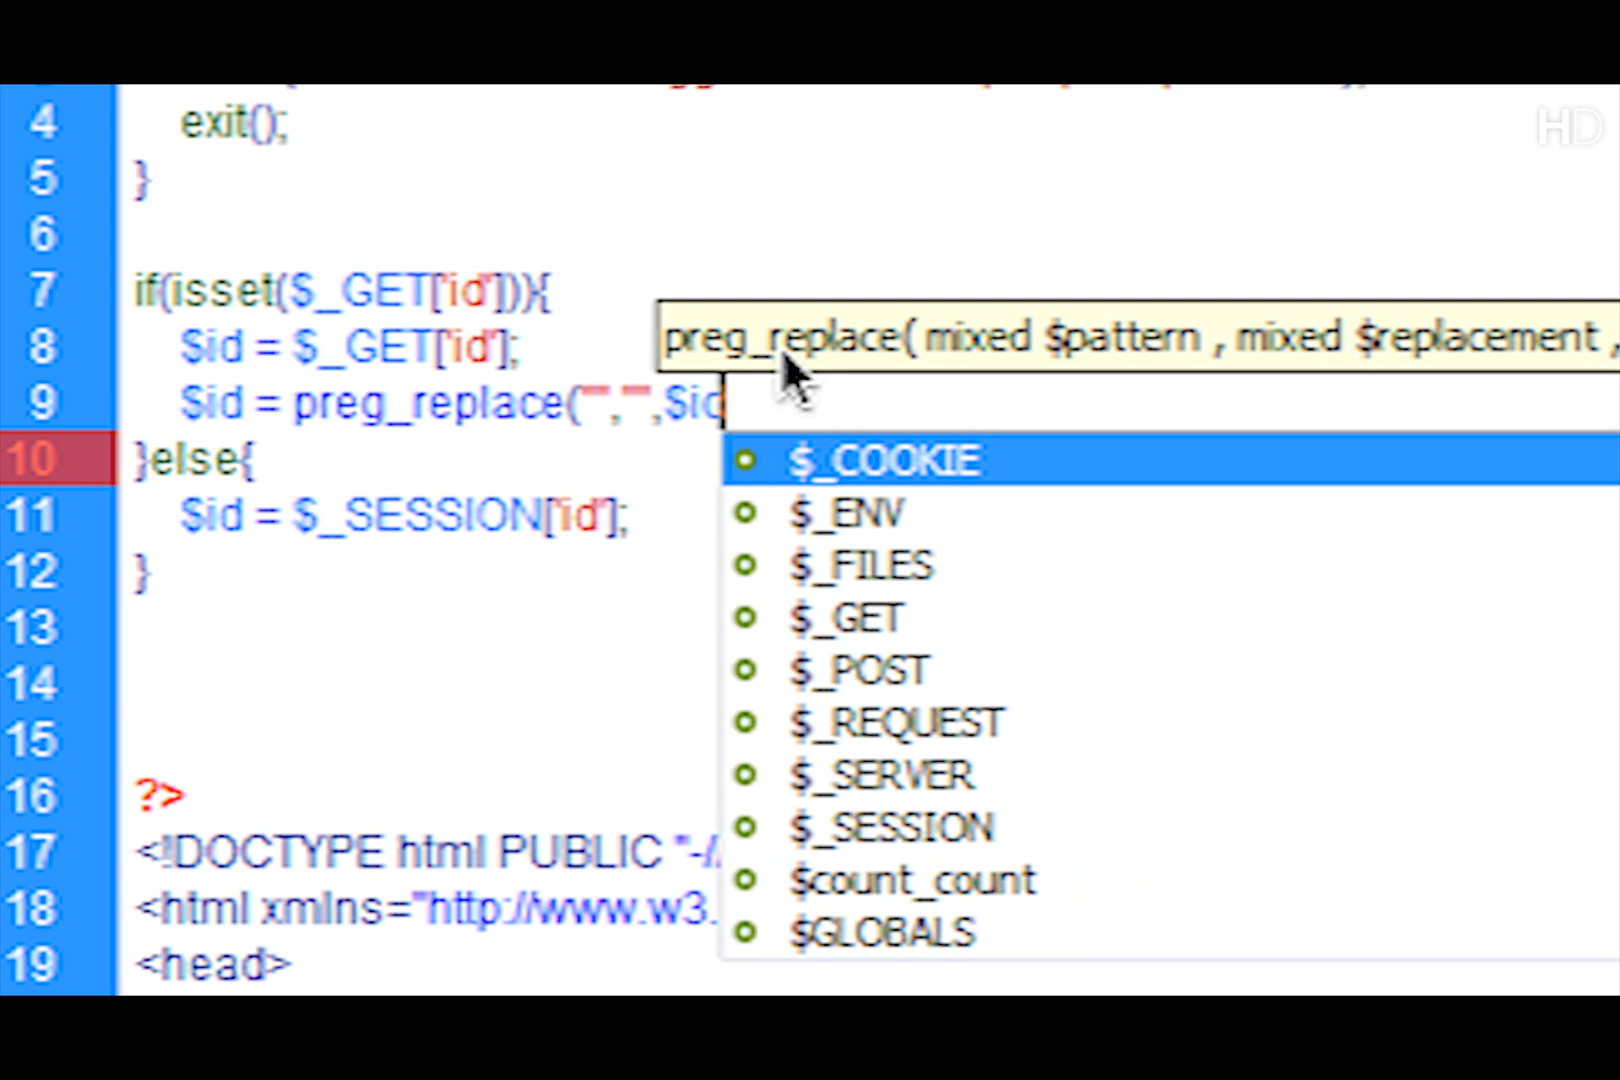 HD
4 exit();
5 }
6
7 if(isset($_GET['id'])){
preg_replace( mixed $pattern , mixed $replacement ,
8 $id = $_GET['id'];
9 $id = preg_replace("","",$id
10 }else{
$_COOKIE
11 $id = $_SESSION['id'];
$_ENV
12 }
$_FILES
13
$_GET
14
$_POST
15
$_REQUEST
16 ?>
$_SERVER
17 <!DOCTYPE html PUBLIC "-//
$_SESSION
18 <html xmlns="http://www.w3.
$count_count
19 <head>
$GLOBALS